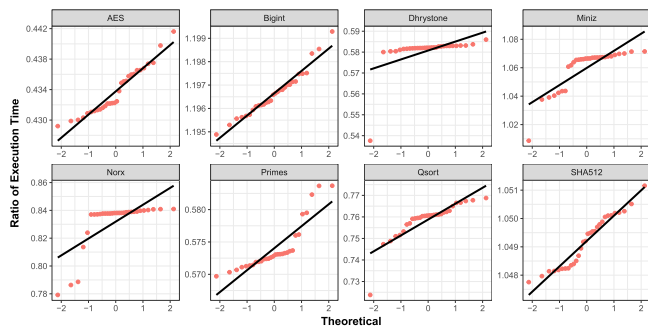 AES
Bigint
Dhrystone
Miniz
0.442
0.438
0.434
0.430
1.199
1.198
1.197
1.196
1.195
0.59
0.58
0.57
0.56
0.55
0.54
1.08
1.06
1.04
1.02
−2 −1 0 1 2
−2 −1 0 1 2
−2 −1 0 1 2
−2 −1 0 1 2
Ratio of Execution Time
Norx
Primes
Qsort
SHA512
0.86
0.84
0.82
0.80
0.78
0.580
0.575
0.570
0.77
0.76
0.75
0.74
0.73
1.051
1.050
1.049
1.048
−2 −1 0 1 2
−2 −1 0 1 2
−2 −1 0 1 2
−2 −1 0 1 2
Theoretical